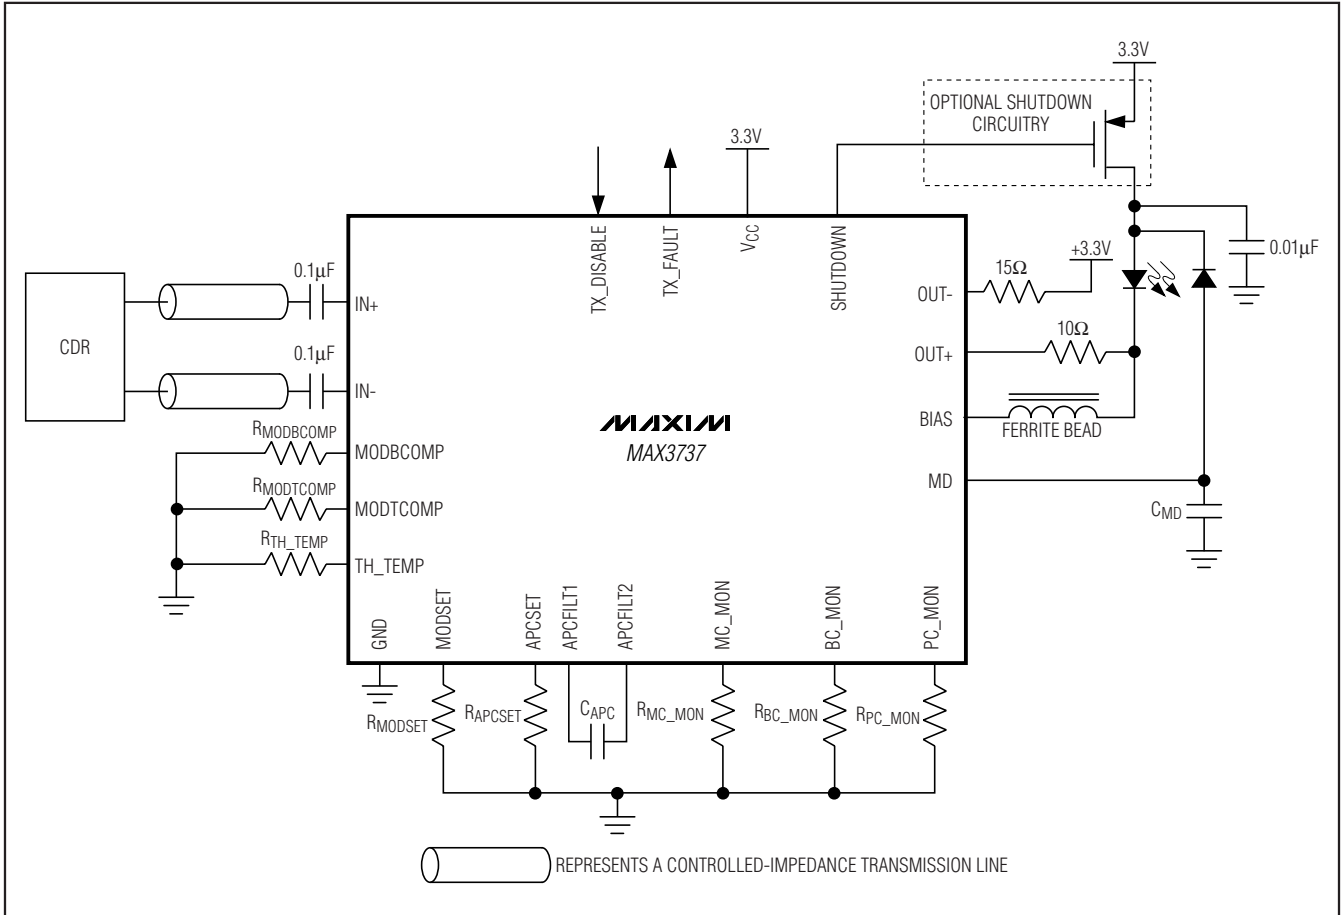 3.3V
OPTIONAL SHUTDOWN
CIRCUITRY
3.3V
TX_DISABLE
TX_FAULT
VCC
SHUTDOWN
0.01μF
+3.3V
15Ω
OUT-
10Ω
OUT+
BIAS
FERRITE BEAD
MD
CMD
CDR
0.1μF
IN+
0.1μF
IN-
RMODBCOMP
MODBCOMP
RMODTCOMP
MODTCOMP
RTH_TEMP
TH_TEMP
MAXIM
MAX3737
GND
MODSET
APCSET
APCFILT1
APCFILT2
MC_MON
BC_MON
PC_MON
RMODSET
RAPCSET
CAPC
RMC_MON
RBC_MON
RPC_MON
REPRESENTS A CONTROLLED-IMPEDANCE TRANSMISSION LINE